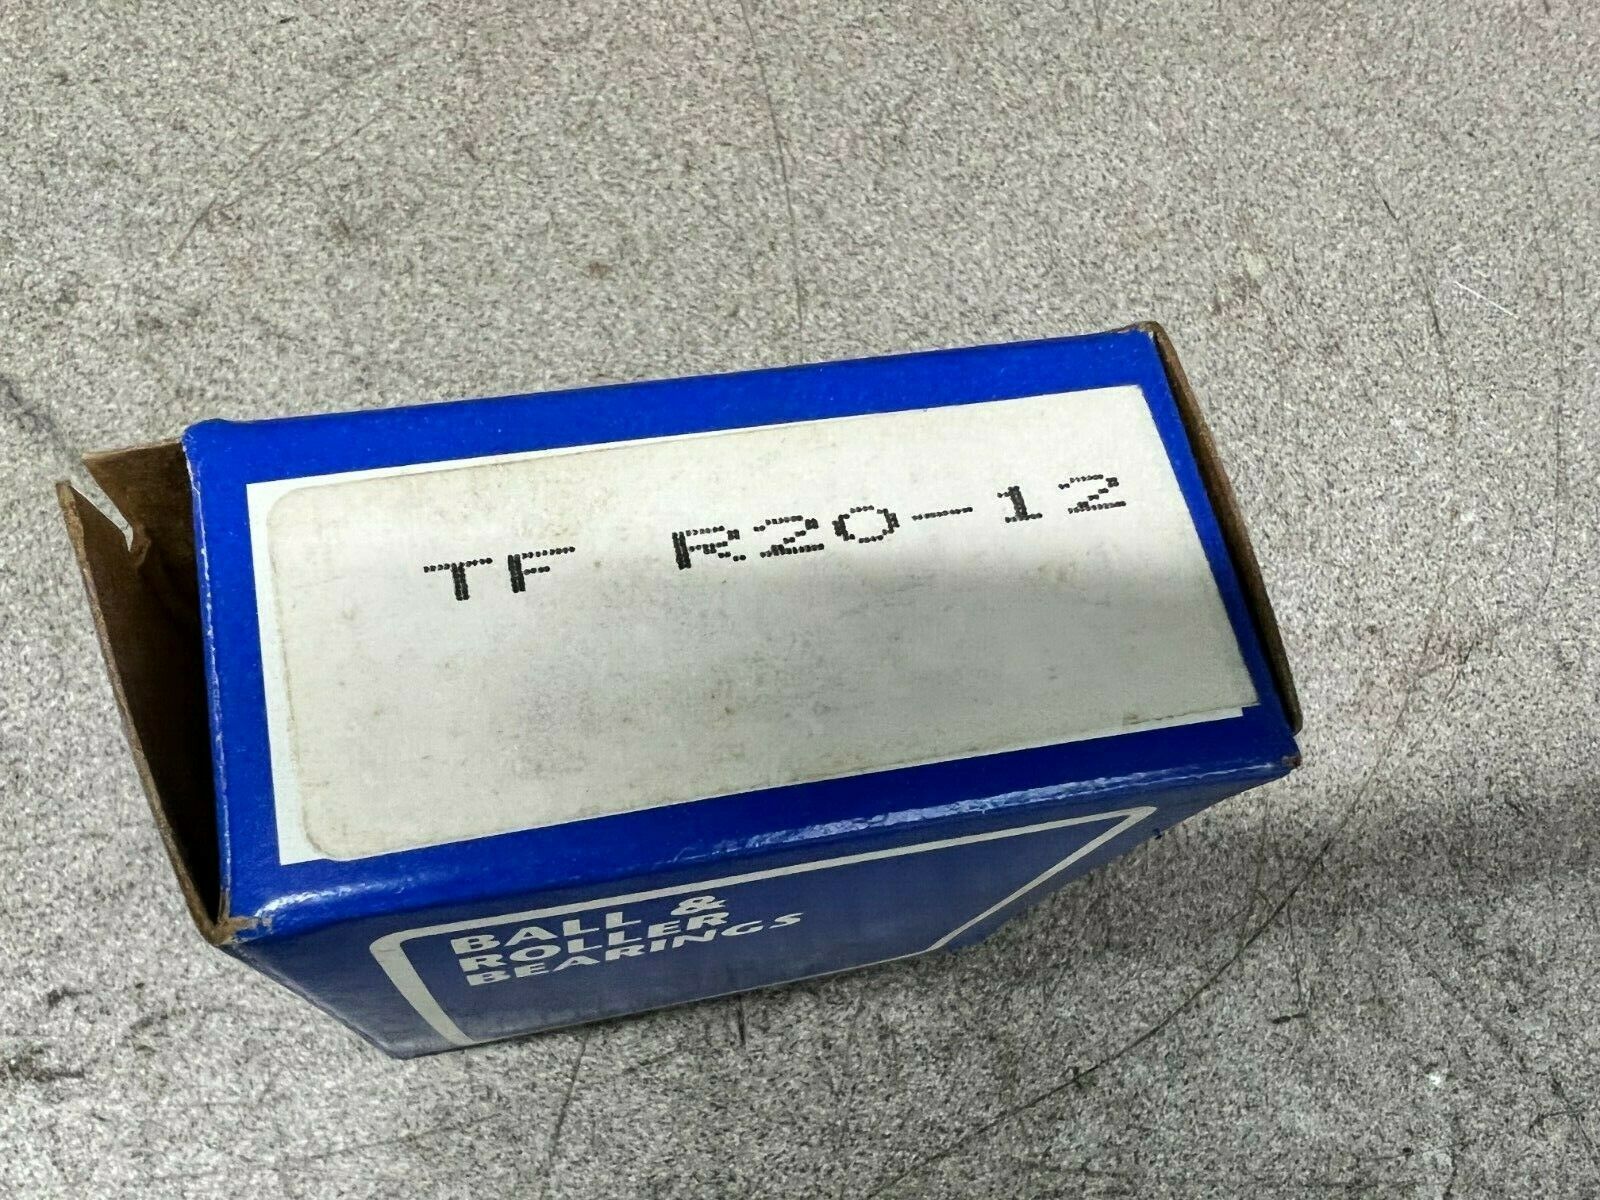 TF R20-12
BALL &
ROLLER
BEARINGS